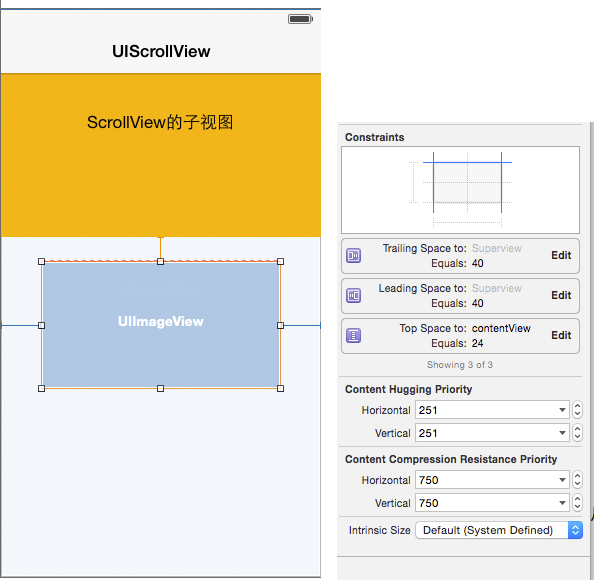 UIScrollView
ScrollView的子视图
UIImageView
Constraints
Trailing Space to: Superview
Equals: 40
Edit
Leading Space to: Superview
Equals: 40
Edit
Top Space to: contentView
Equals: 24
Edit
Showing 3 of 3
Content Hugging Priority
Horizontal 251
Vertical 251
Content Compression Resistance Priority
Horizontal 750
Vertical 750
Intrinsic Size Default (System Defined)